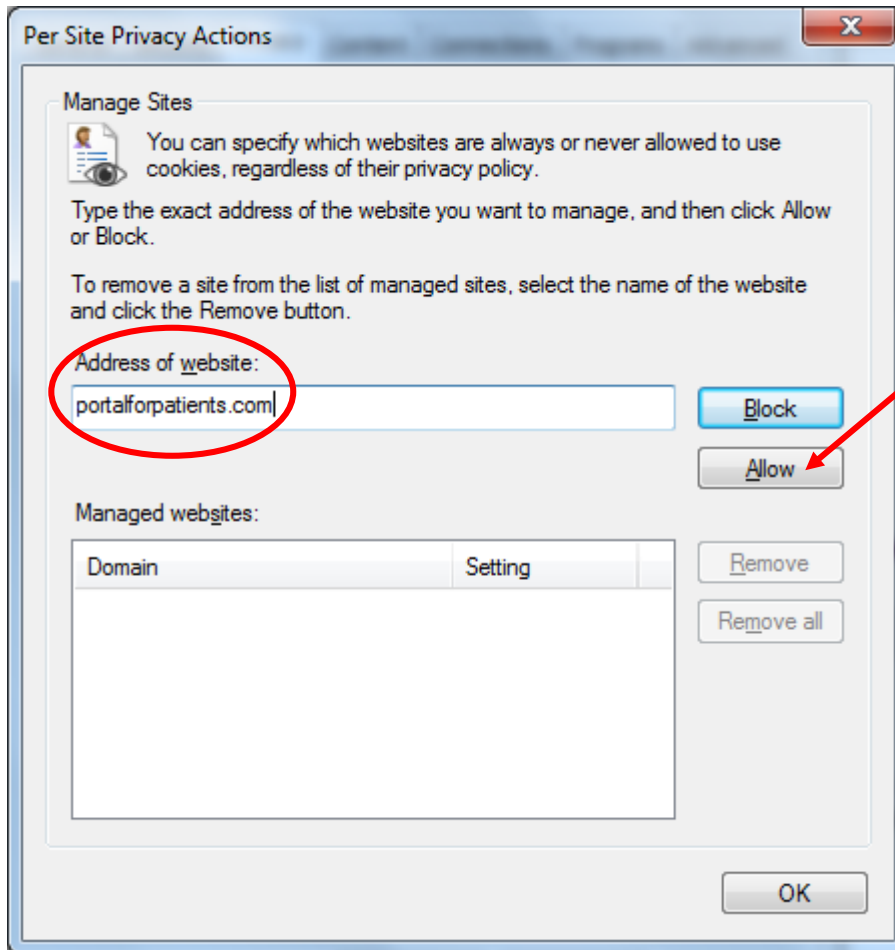 Per Site Privacy Actions
Content Connections Programs Advanced
Manage Sites
You can specify which websites are always or never allowed to use
cookies, regardless of their privacy policy.
Type the exact address of the website you want to manage, and then click Allow
or Block.
To remove a site from the list of managed sites, select the name of the website
and click the Remove button.
Address of website:
portalforpatients.com
Block
Allow
Managed websites:
Domain Setting
Remove
Remove all
OK